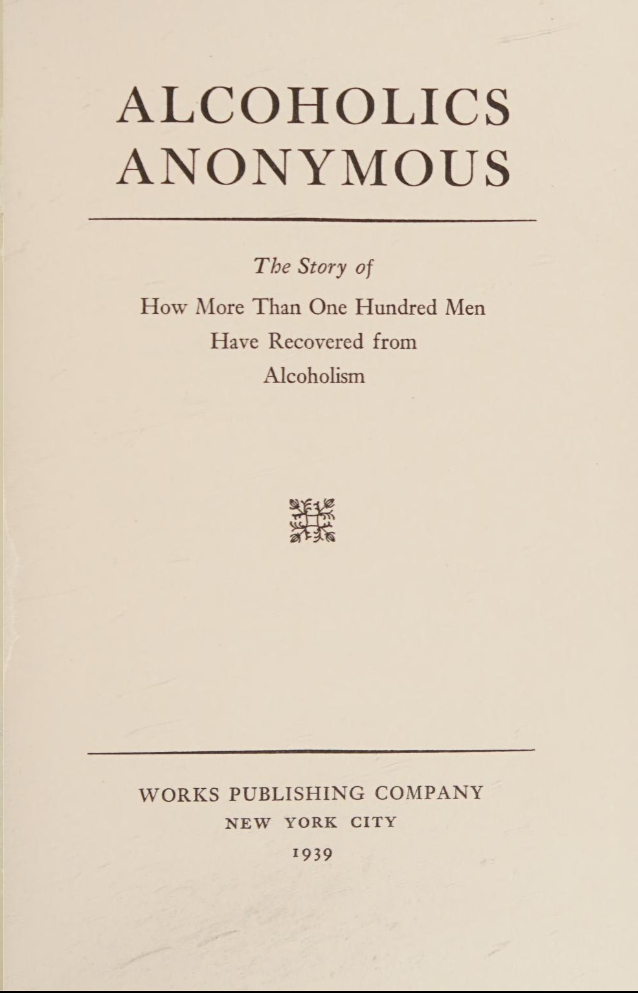 ALCOHOLICS
ANONYMOUS
The Story of
How More Than One Hundred Men
Have Recovered from
Alcoholism
WORKS PUBLISHING COMPANY
NEW YORK CITY
1939